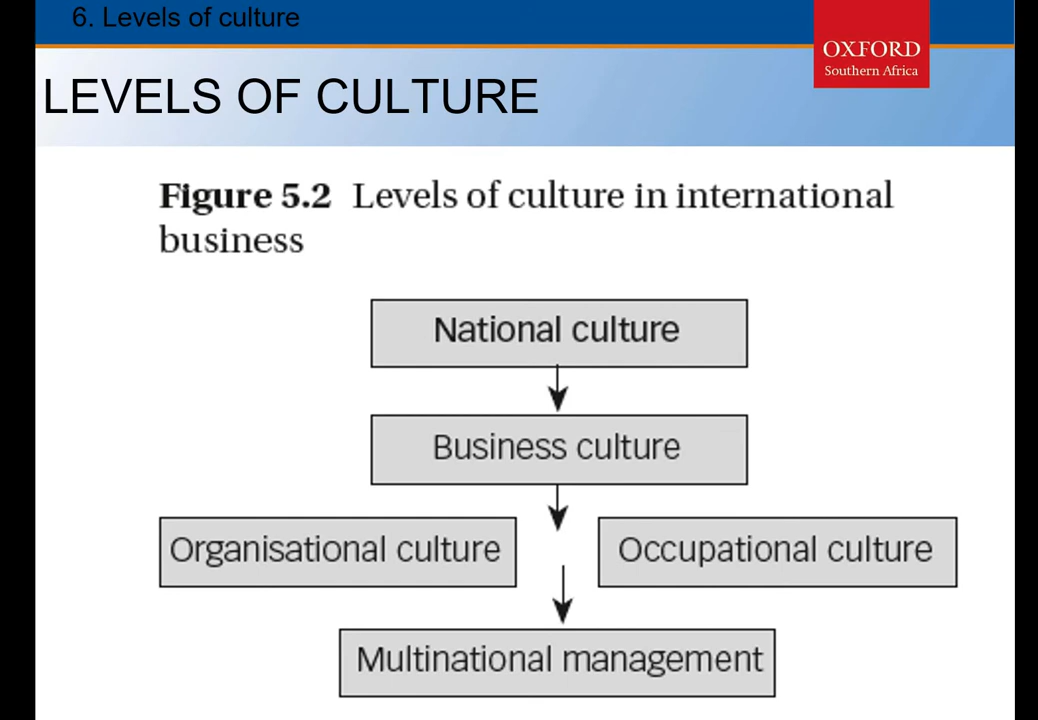 6. Levels of culture
OXFORD
Southern Africa
LEVELS OF CULTURE
Figure 5.2 Levels of culture in international
business
National culture
Business culture
Organisational culture
Occupational culture
Multinational management